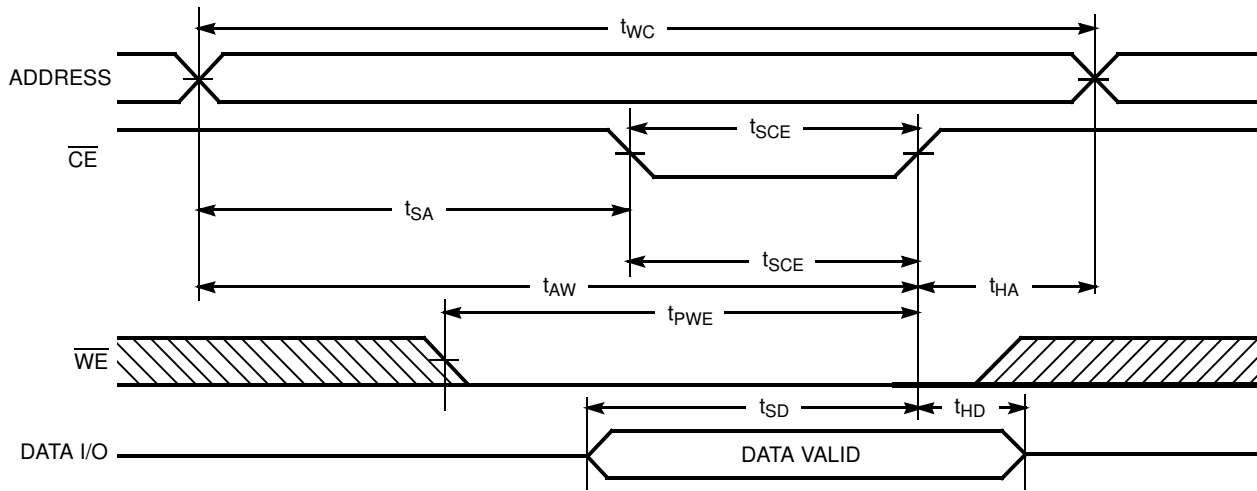 tWC
ADDRESS
tSCE
CE
tSA
tSCE
tAW
tHA
tPWE
WE
tSD
tHD
DATA I/O
DATA VALID